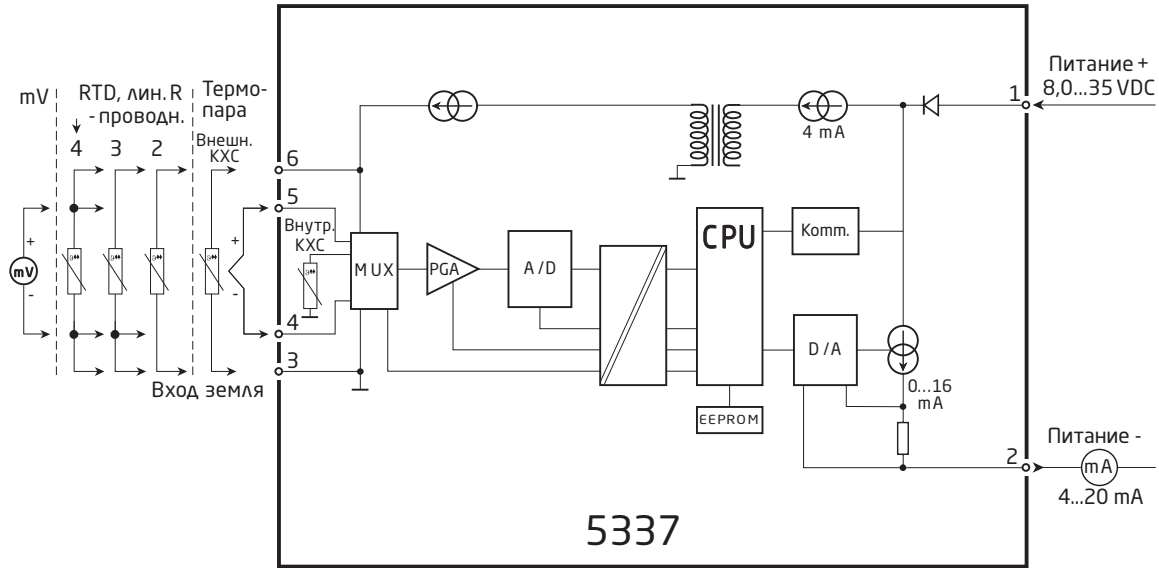 mV
RTD, лин. R
- проводн.
4 3 2
Термо-
пара
Внешн.
КХС
+
mV
-
+
-
Вход земля
6
5
4
3
Внутр.
КХС
MUX
PGA
A/D
CPU
EEPROM
Komm.
D/A
4 mA
0...16
mA
1
2
Питание +
8,0...35 VDC
Питание -
mA
4...20 mA
5337